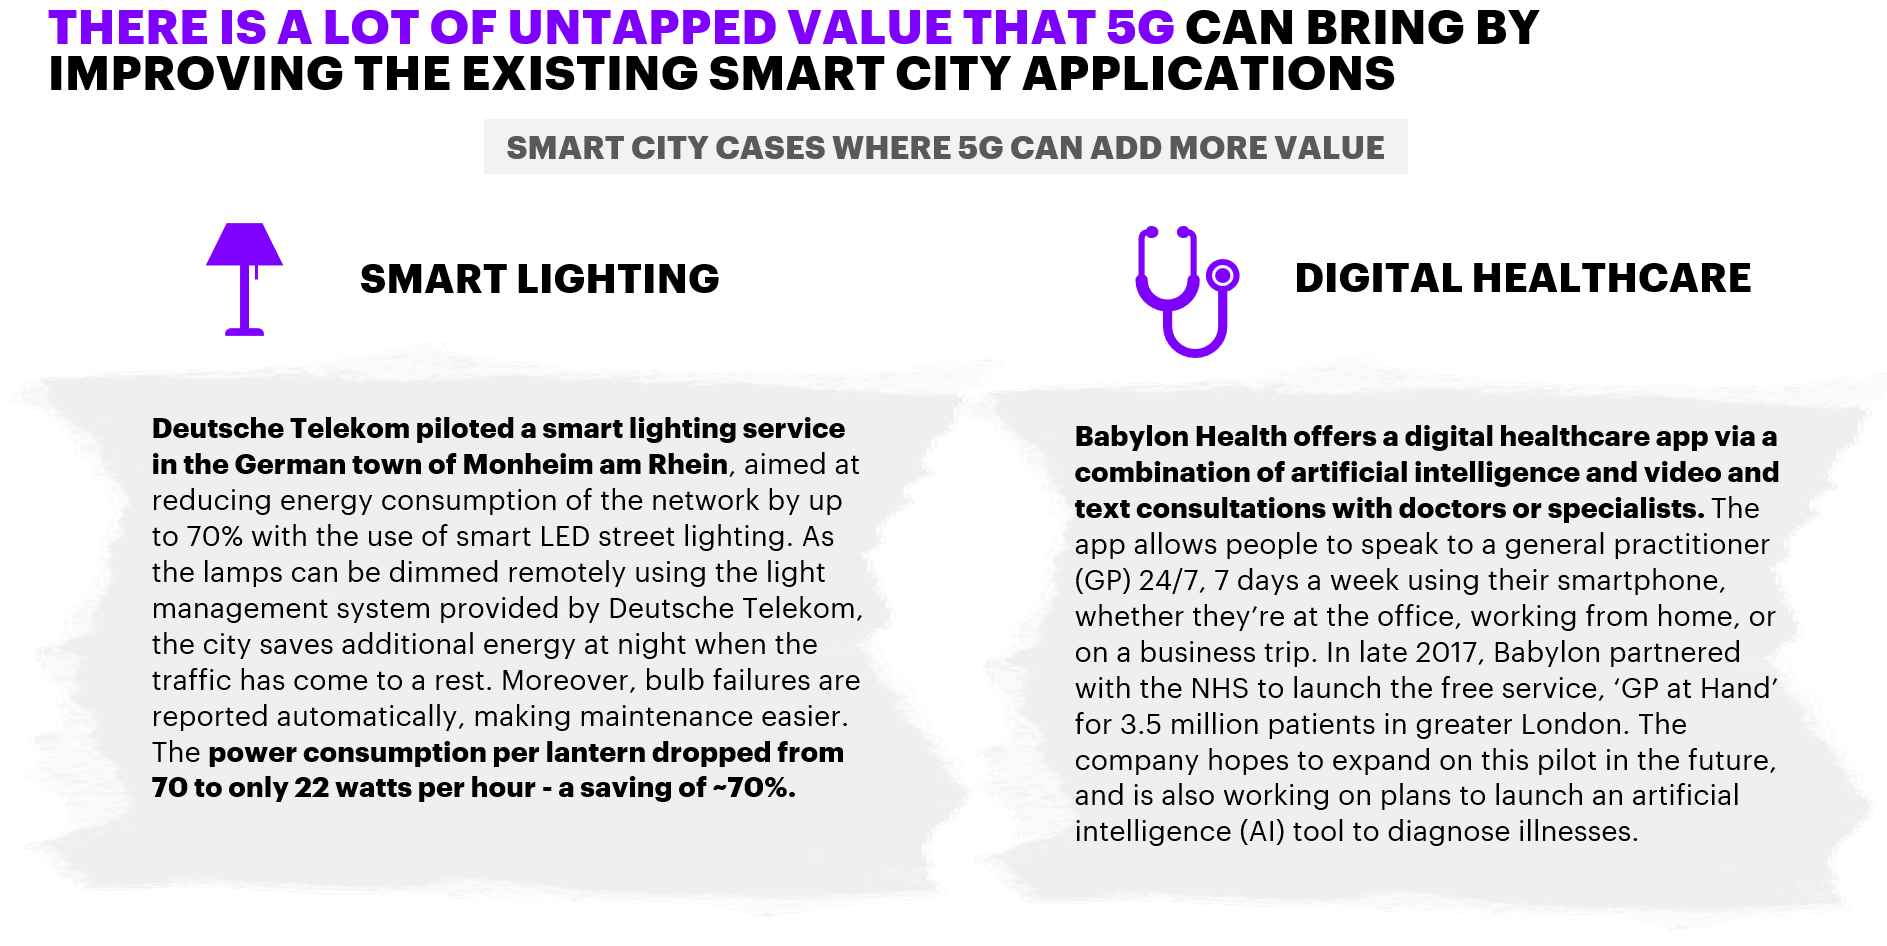 THERE IS A LOT OF UNTAPPED VALUE THAT 5G CAN BRING BY
IMPROVING THE EXISTING SMART CITY APPLICATIONS
SMART CITY CASES WHERE 5G CAN ADD MORE VALUE
SMART LIGHTING
Deutsche Telekom piloted a smart lighting service
in the German town of Monheim am Rhein, aimed at
reducing energy consumption of the network by up
to 70% with the use of smart LED street lighting. As
the lamps can be dimmed remotely using the light
management system provided by Deutsche Telekom,
the city saves additional energy at night when the
traffic has come to a rest. Moreover, bulb failures are
reported automatically, making maintenance easier.
The power consumption per lantern dropped from
70 to only 22 watts per hour - a saving of ~70%.
DIGITAL HEALTHCARE
Babylon Health offers a digital healthcare app via a
combination of artificial intelligence and video and
text consultations with doctors or specialists. The
app allows people to speak to a general practitioner
(GP) 24/7, 7 days a week using their smartphone,
whether they’re at the office, working from home, or
on a business trip. In late 2017, Babylon partnered
with the NHS to launch the free service, ‘GP at Hand’
for 3.5 million patients in greater London. The
company hopes to expand on this pilot in the future,
and is also working on plans to launch an artificial
intelligence (AI) tool to diagnose illnesses.